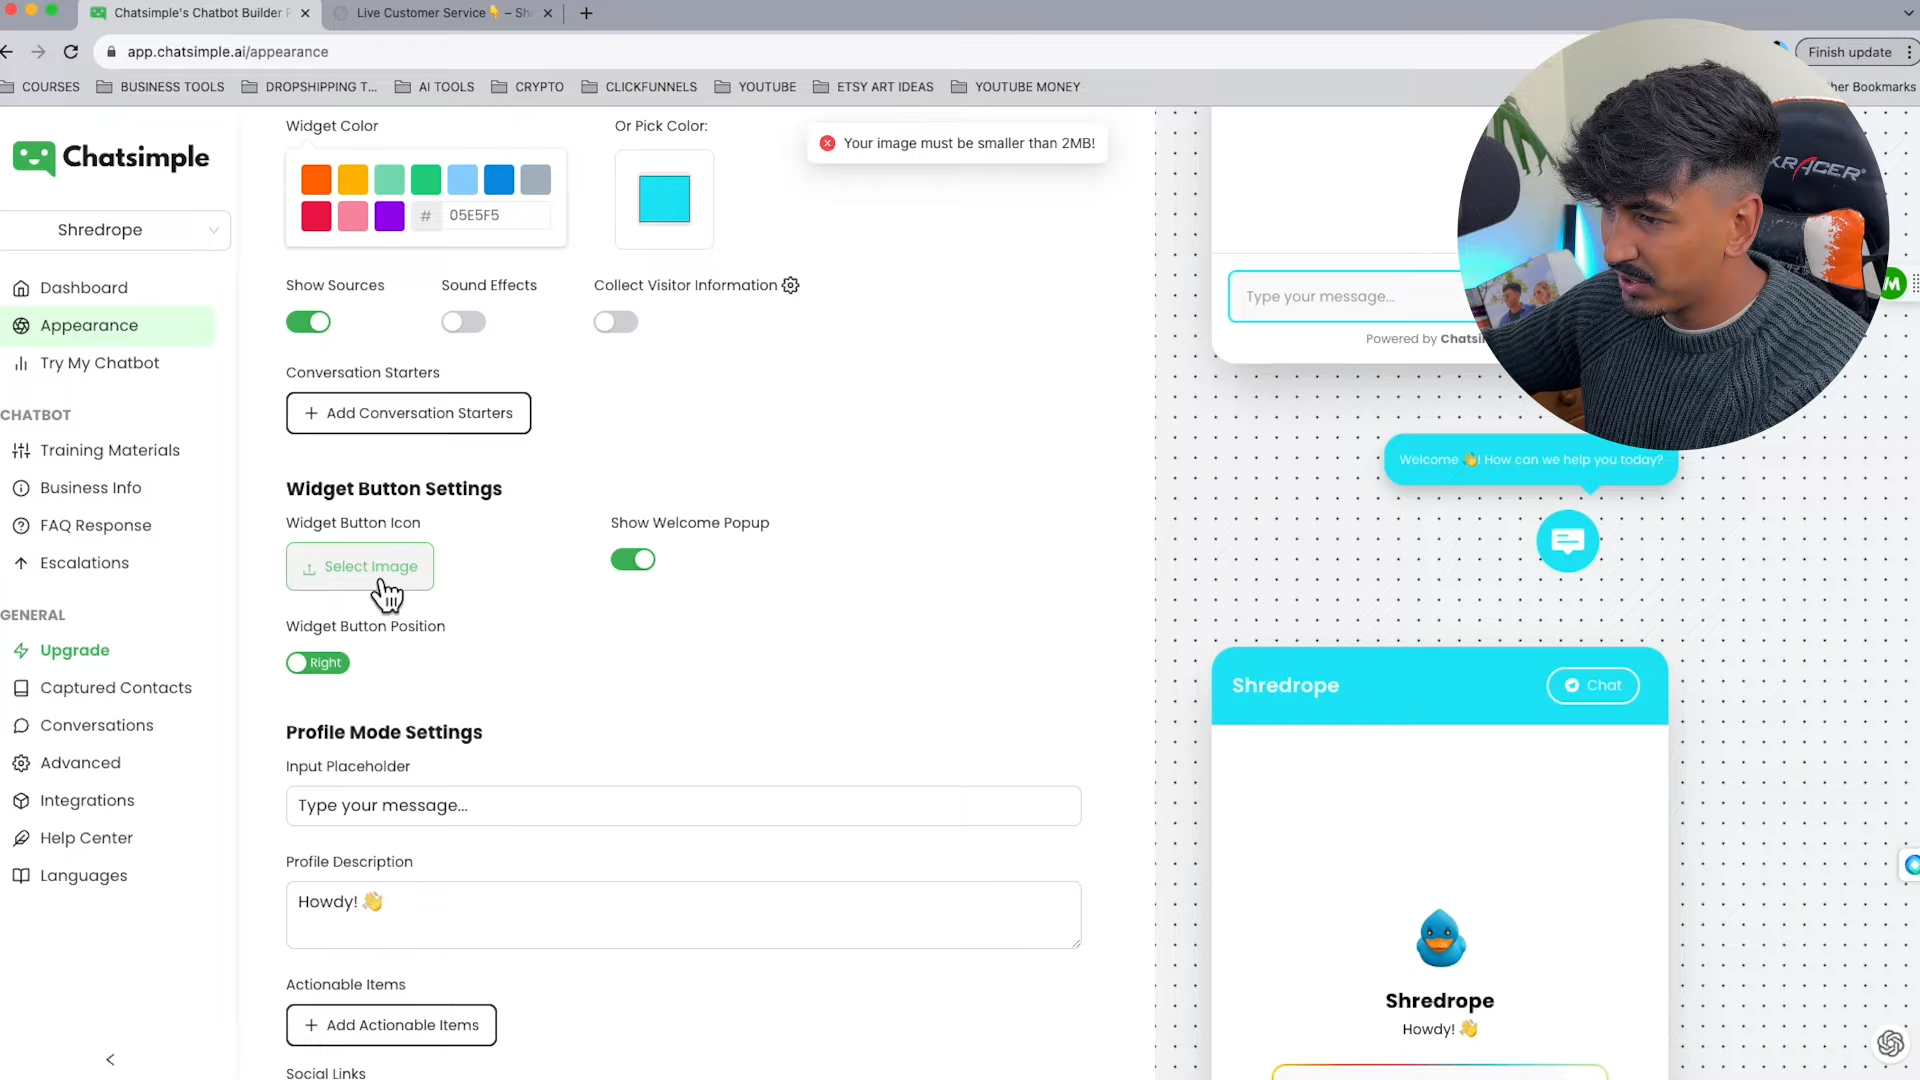 Chatsimple's Chatbot Builder P
Live Customer Service 👇 – Sh
app.chatsimple.ai/appearance
Finish update
COURSES
BUSINESS TOOLS
DROPSHIPPING T...
AI TOOLS
CRYPTO
CLICKFUNNELS
YOUTUBE
ETSY ART IDEAS
YOUTUBE MONEY
her Bookmarks
Chatsimple
Shredrope
Dashboard
Appearance
Try My Chatbot
CHATBOT
Training Materials
Business Info
FAQ Response
Escalations
GENERAL
Upgrade
Captured Contacts
Conversations
Advanced
Integrations
Help Center
Languages
Widget Color
Or Pick Color:
Your image must be smaller than 2MB!
# 05E5F5
Show Sources
Sound Effects
Collect Visitor Information
Conversation Starters
+ Add Conversation Starters
Widget Button Settings
Widget Button Icon
Show Welcome Popup
Select Image
Widget Button Position
Right
Profile Mode Settings
Input Placeholder
Type your message...
Profile Description
Howdy! 👋
Actionable Items
+ Add Actionable Items
Social Links
Type your message...
Powered by Chatsi
Welcome 👋! How can we help you today?
Shredrope
Chat
Shredrope
Howdy! 👋
M